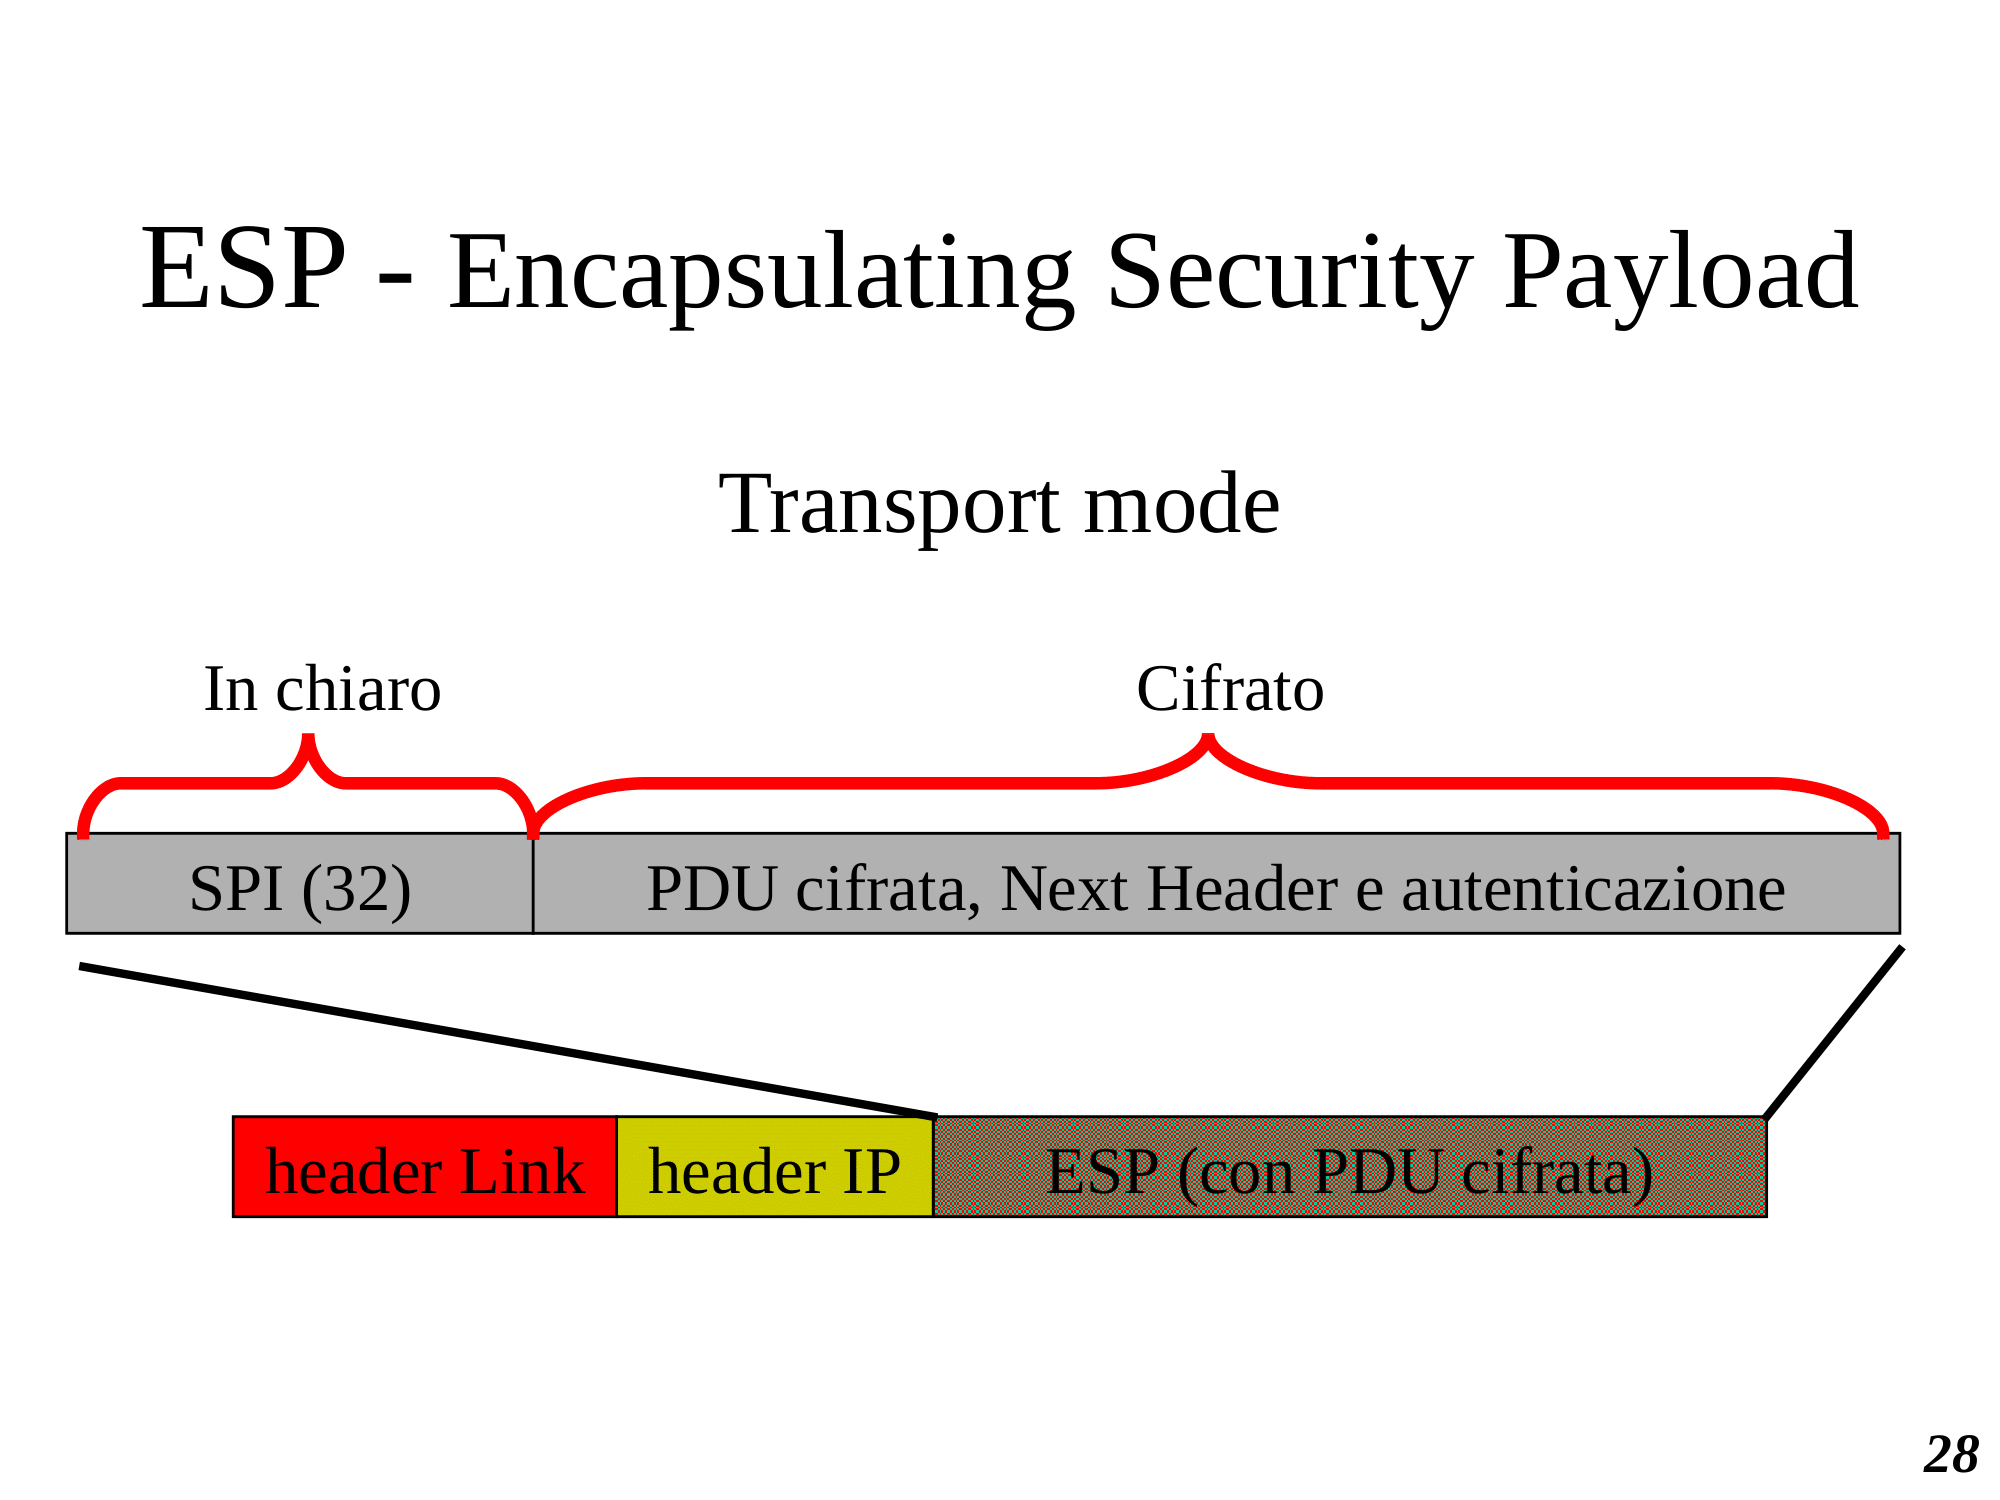 ESP - Encapsulating Security Payload
Transport mode
In chiaro
Cifrato
SPI (32)
PDU cifrata, Next Header e autenticazione
header Link
header IP
ESP (con PDU cifrata)
28